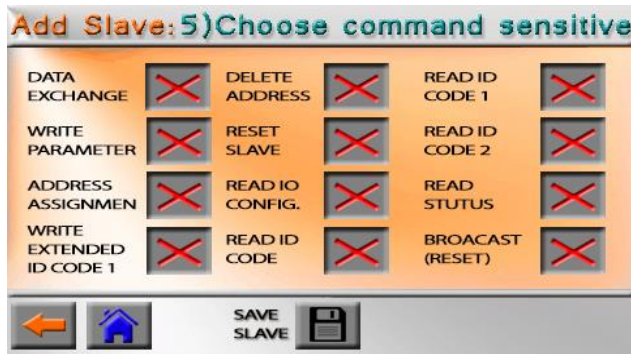 Add Slave: 5)Choose command sensitive
DATA
EXCHANGE
DELETE
ADDRESS
READ ID
CODE 1
WRITE
PARAMETER
RESET
SLAVE
READ ID
CODE 2
ADDRESS
ASSIGNMEN
READ IO
CONFIG.
READ
STUTUS
WRITE
EXTENDED
ID CODE 1
READ ID
CODE
BROACAST
(RESET)
SAVE
SLAVE